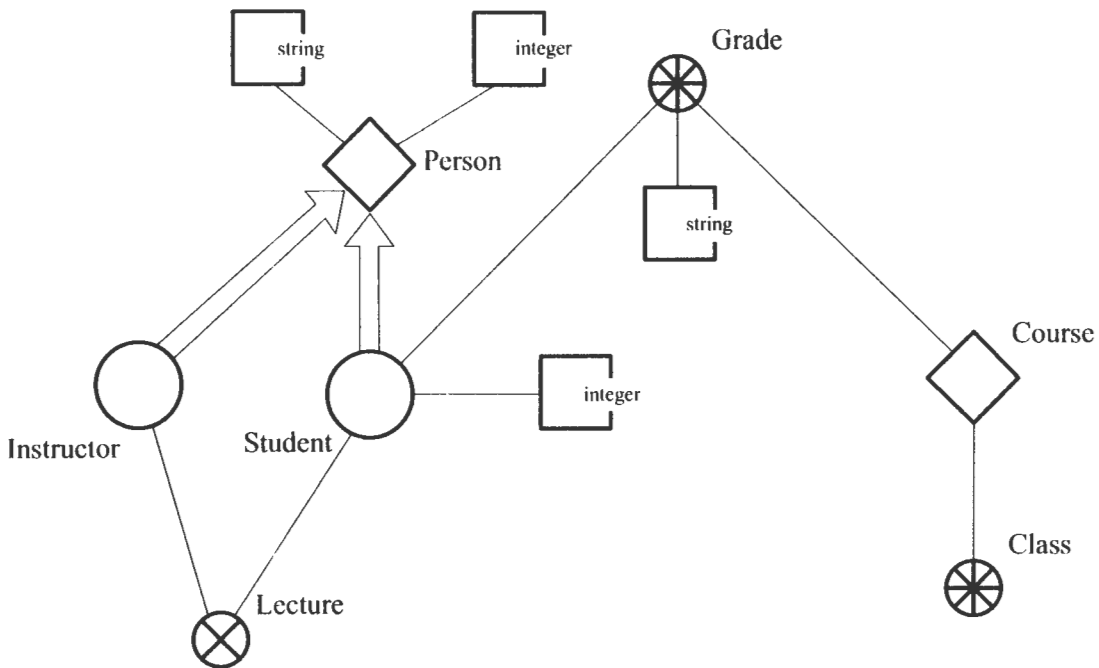 Grade
string
integer
Person
string
Course
integer
Student
Instructor
Class
Lecture